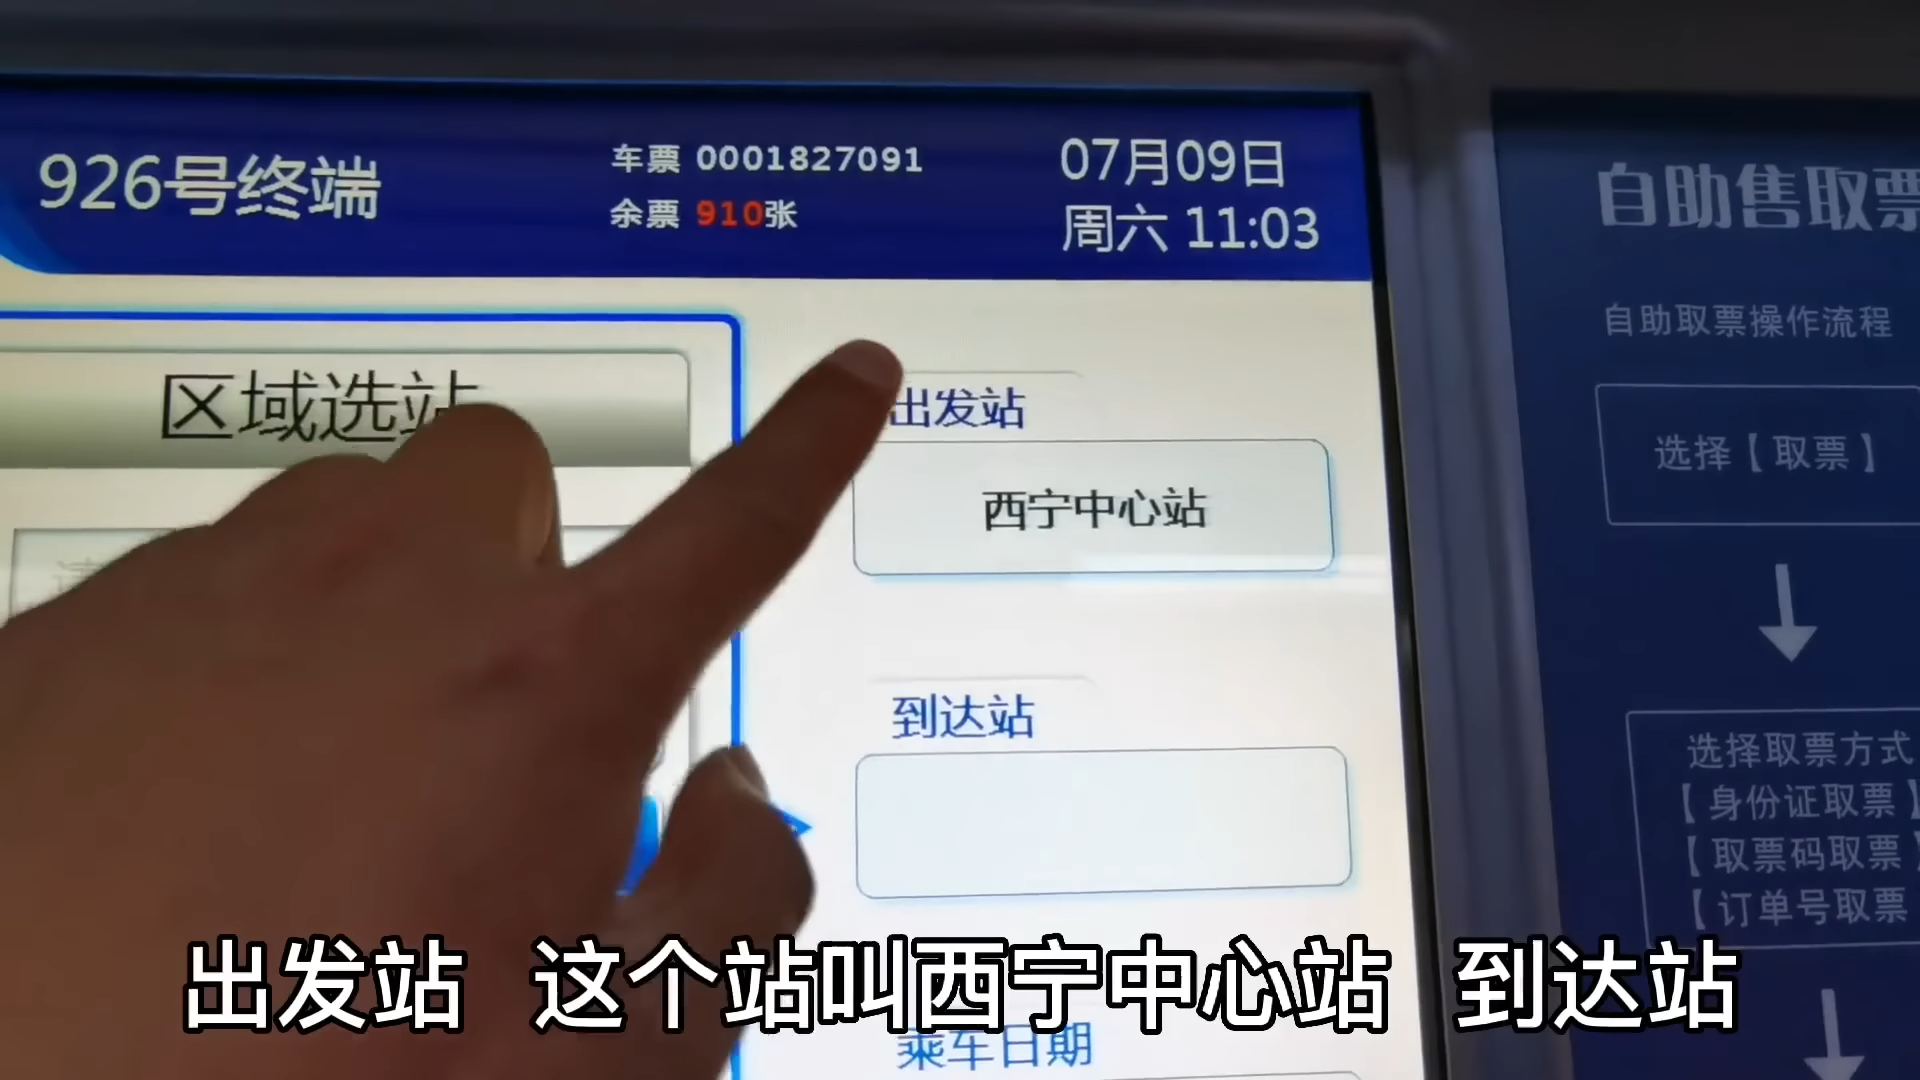 926号终端
车票 0001827091
余票 910张
07月09日
周六 11:03
区域选站
出发站
西宁中心站
到达站
乘车日期
自助售取票
自助取票操作流程
选择【取票】
选择取票方式
【身份证取票】
【取票码取票】
【订单号取票
出发站 这个站叫西宁中心站 到达站